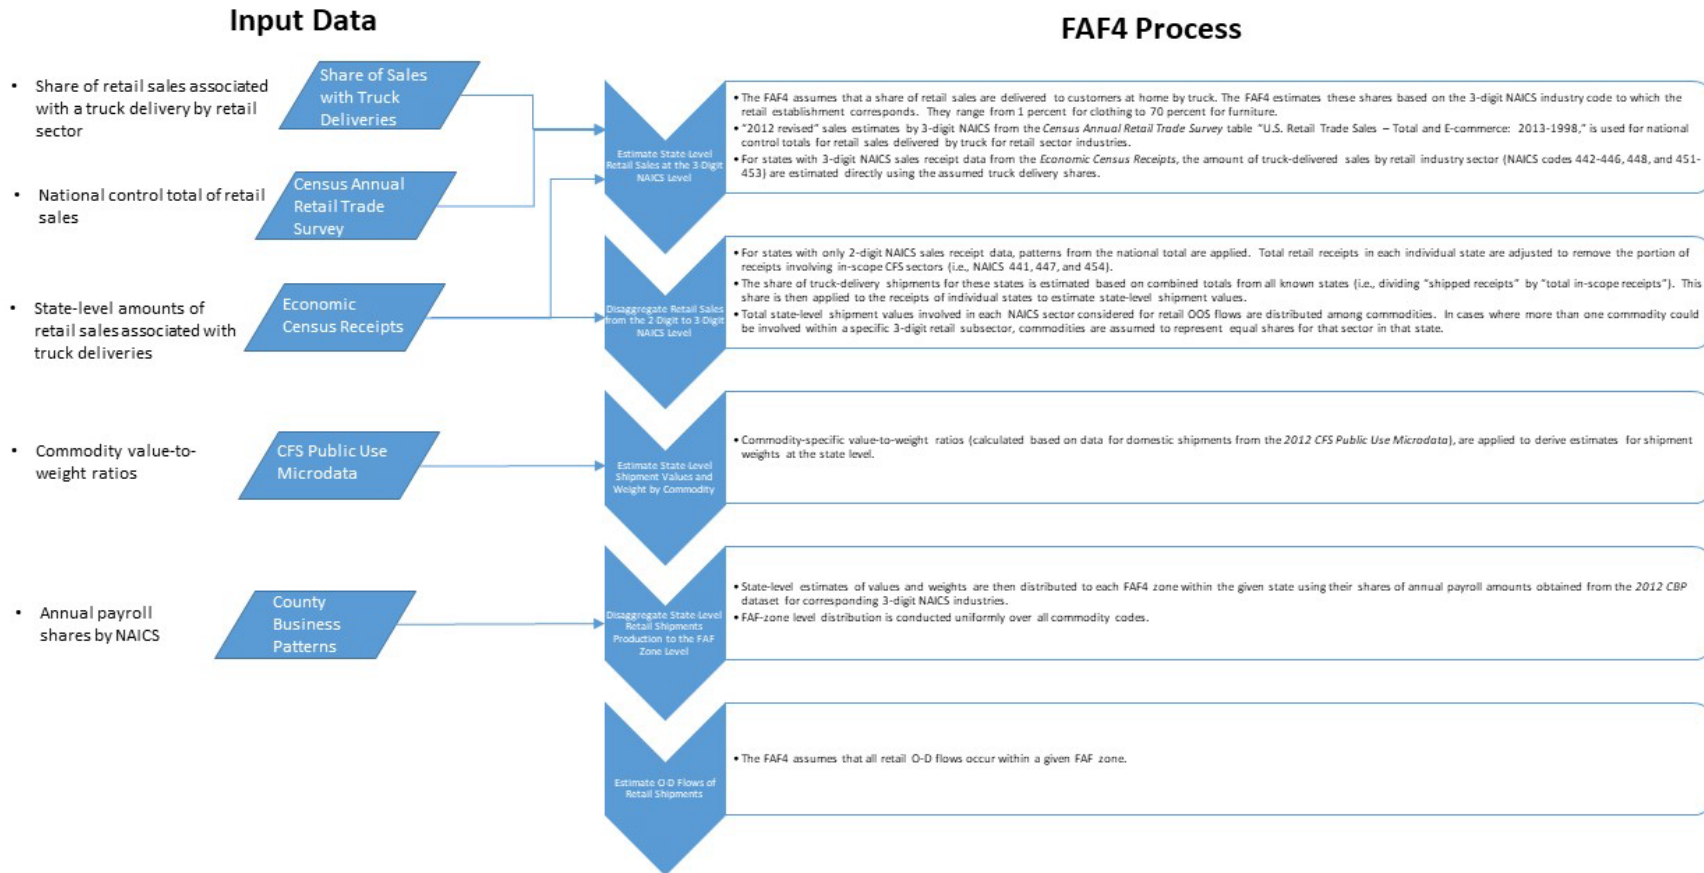 Input Data
FAF4 Process
• Share of retail sales associated
with a truck delivery by retail
sector
Share of Sales
with Truck
Deliveries
• National control total of retail
sales
Census Annual
Retail Trade
Survey
• State-level amounts of
retail sales associated with
truck deliveries
Economic
Census Receipts
• Commodity value-to-
weight ratios
CFS Public Use
Microdata
• Annual payroll
shares by NAICS
County
Business
Patterns
Estimate State-Level
Retail Sales at the 3-Digit
NAICS Level
• The FAF4 assumes that a share of retail sales are delivered to customers at home by truck. The FAF4 estimates these shares based on the 3-digit NAICS industry code to which the
retail establishment corresponds. They range from 1 percent for clothing to 70 percent for furniture.
• "2012 revised" sales estimates by 3-digit NAICS from the Census Annual Retail Trade Survey table "U.S. Retail Trade Sales – Total and E-commerce: 2013-1998," is used for national
control totals for retail sales delivered by truck for retail sector industries.
• For states with 3-digit NAICS sales receipt data from the Economic Census Receipts, the amount of truck-delivered sales by retail industry sector (NAICS codes 442-446, 448, and 451-
453) are estimated directly using the assumed truck delivery shares.
Disaggregate Retail Sales
from the 2-Digit to 3-Digit
NAICS Level
• For states with only 2-digit NAICS sales receipt data, patterns from the national total are applied. Total retail receipts in each individual state are adjusted to remove the portion of
receipts involving in-scope CFS sectors (i.e., NAICS 441, 447, and 454).
• The share of truck-delivery shipments for these states is estimated based on combined totals from all known states (i.e., dividing "shipped receipts" by "total in-scope receipts"). This
share is then applied to the receipts of individual states to estimate state-level shipment values.
• Total state-level shipment values involved in each NAICS sector considered for retail OOS flows are distributed among commodities. In cases where more than one commodity could
be involved within a specific 3-digit retail subsector, commodities are assumed to represent equal shares for that sector in that state.
Estimate State-Level
Shipment Values and
Weight by Commodity
• Commodity-specific value-to-weight ratios (calculated based on data for domestic shipments from the 2012 CFS Public Use Microdata), are applied to derive estimates for shipment
weights at the state level.
Disaggregate State-Level
Retail Shipments
Production to the FAF
Zone Level
• State-level estimates of values and weights are then distributed to each FAF4 zone within the given state using their shares of annual payroll amounts obtained from the 2012 CBP
dataset for corresponding 3-digit NAICS industries.
• FAF-zone level distribution is conducted uniformly over all commodity codes.
Estimate O-D Flows of
Retail Shipments
• The FAF4 assumes that all retail O-D flows occur within a given FAF zone.